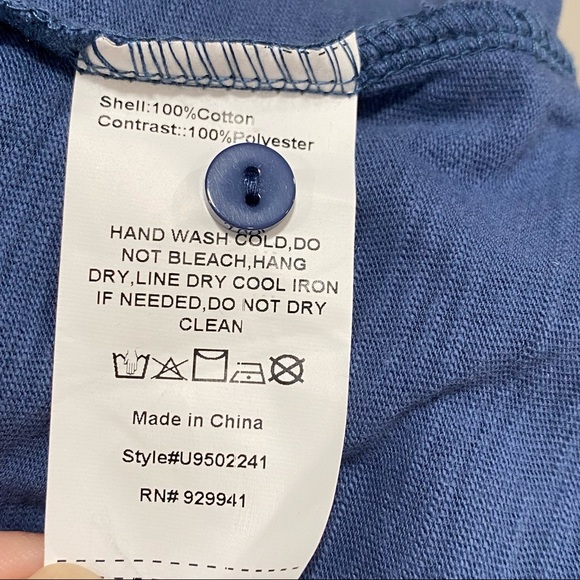 Shell:100%Cotton
Contrast::100%Polyester
HAND WASH COLD,DO
NOT BLEACH,HANG
DRY,LINE DRY COOL IRON
IF NEEDED,DO NOT DRY
CLEAN
Made in China
Style#U9502241
RN# 929941